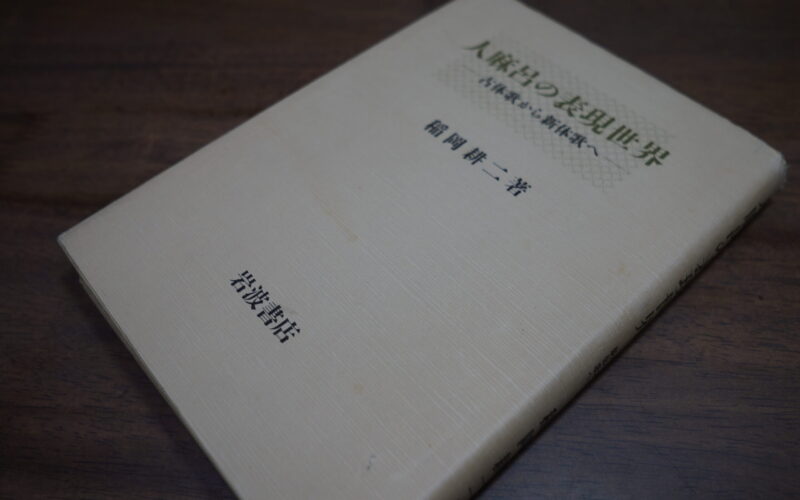 人麻呂の表現世界
―古体歌から新体歌へ―
稲岡耕二著
岩波書店